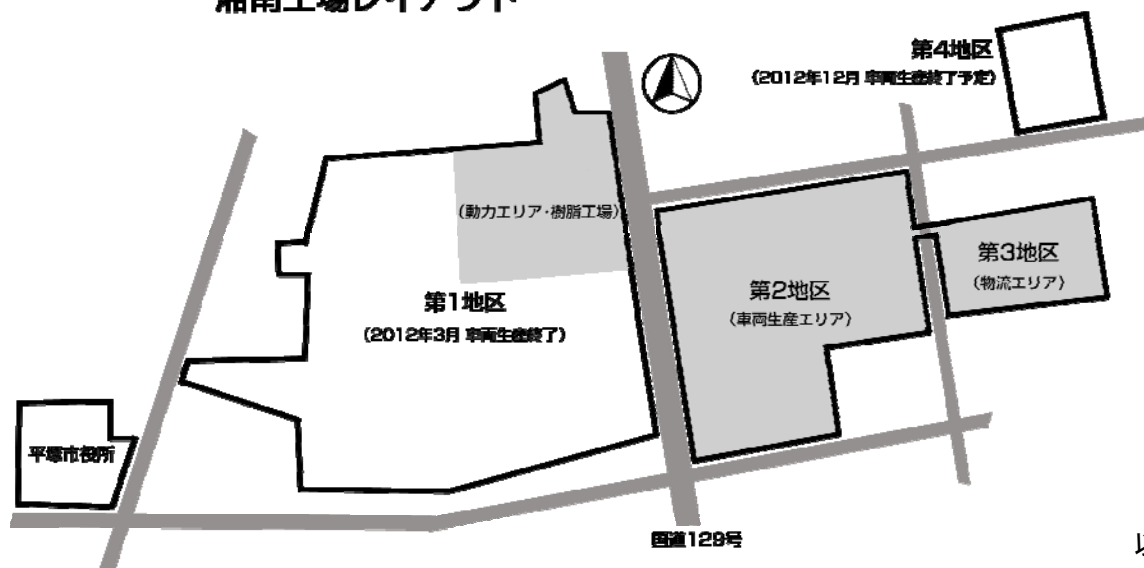 湘南工場レイアウト
第4地区
（2012年12月 車両生産終了予定）
（動力エリア・樹脂工場）
第3地区
（物流エリア）
第2地区
（車両生産エリア）
第1地区
（2012年3月 車両生産終了）
平塚市役所
国道129号
以